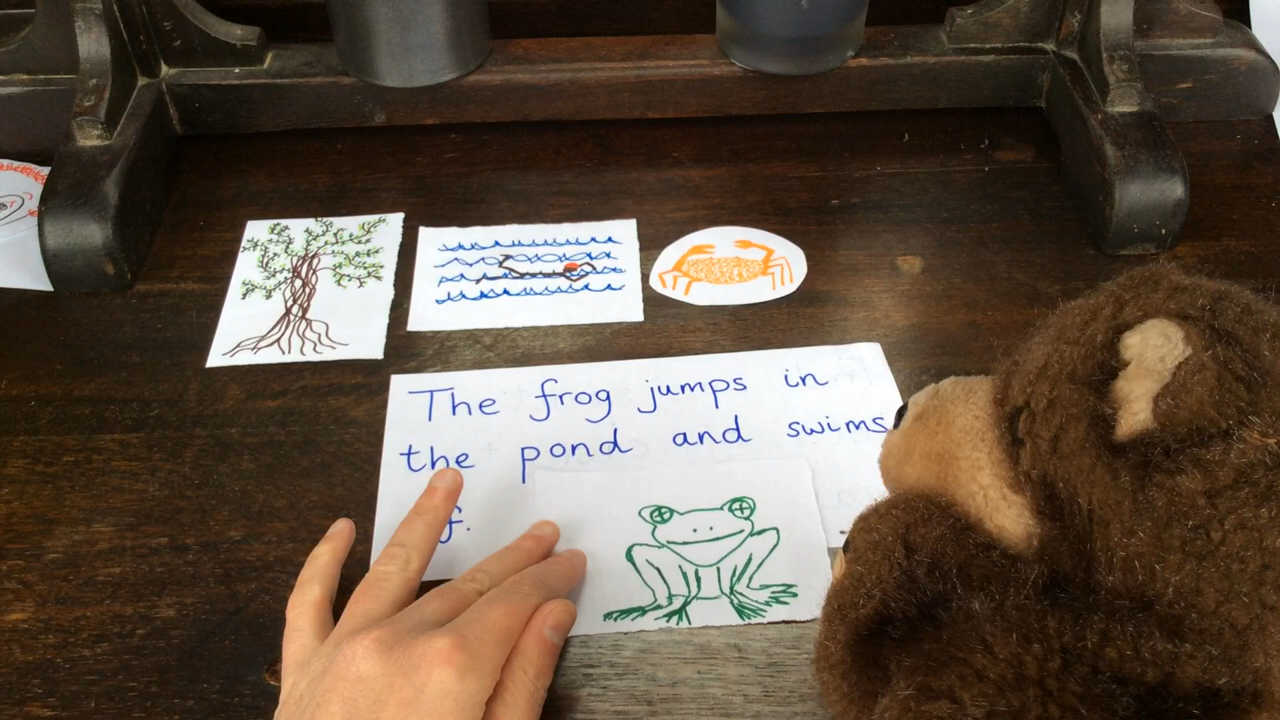 The frog jumps in
the pond and swims
f.